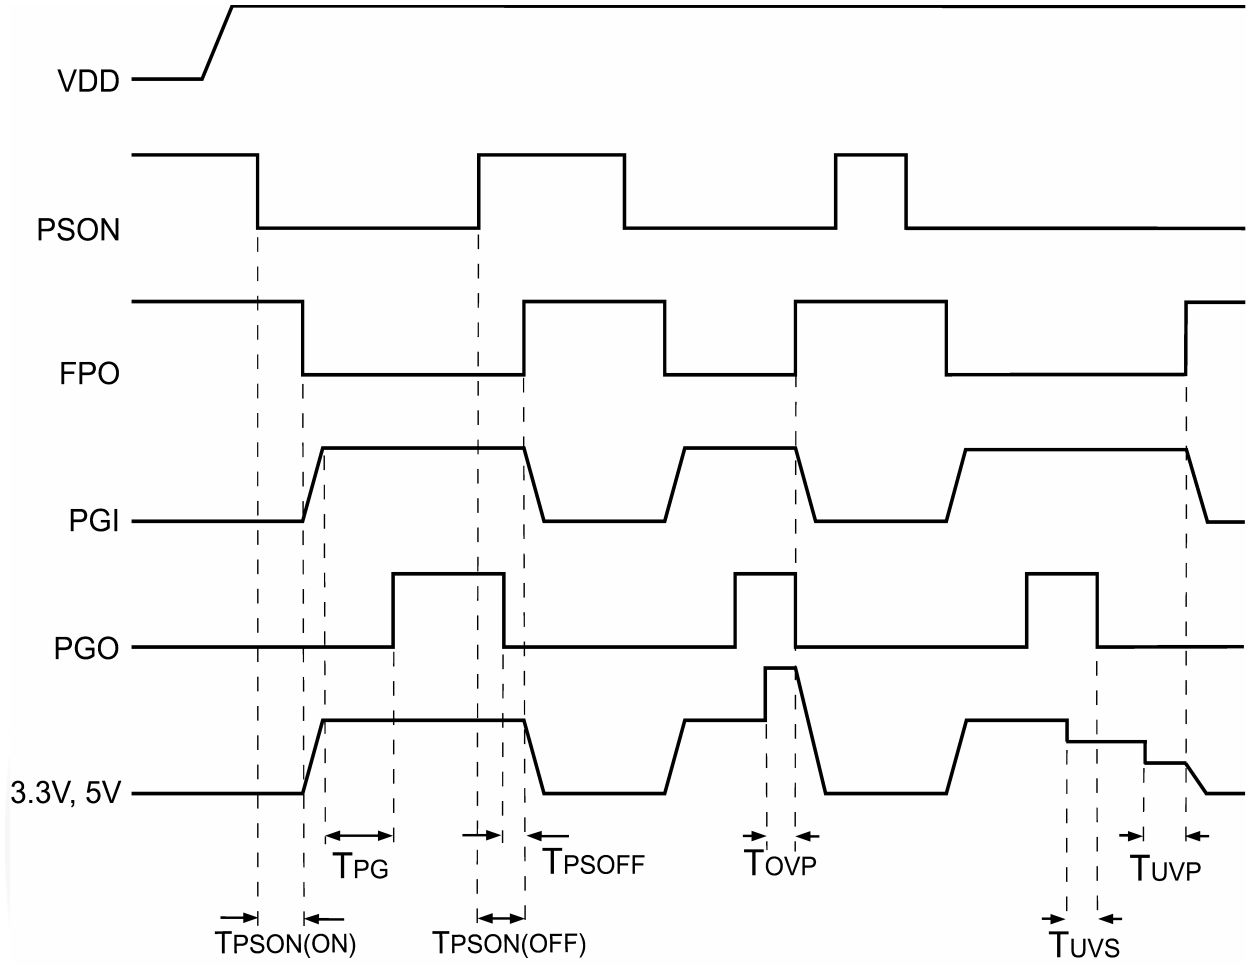 VDD
PSON
FPO
PGI
PGO
3.3V, 5V
TPG
TPSOFF
TOVP
TUVP
TPSON(ON)
TPSON(OFF)
TUVS